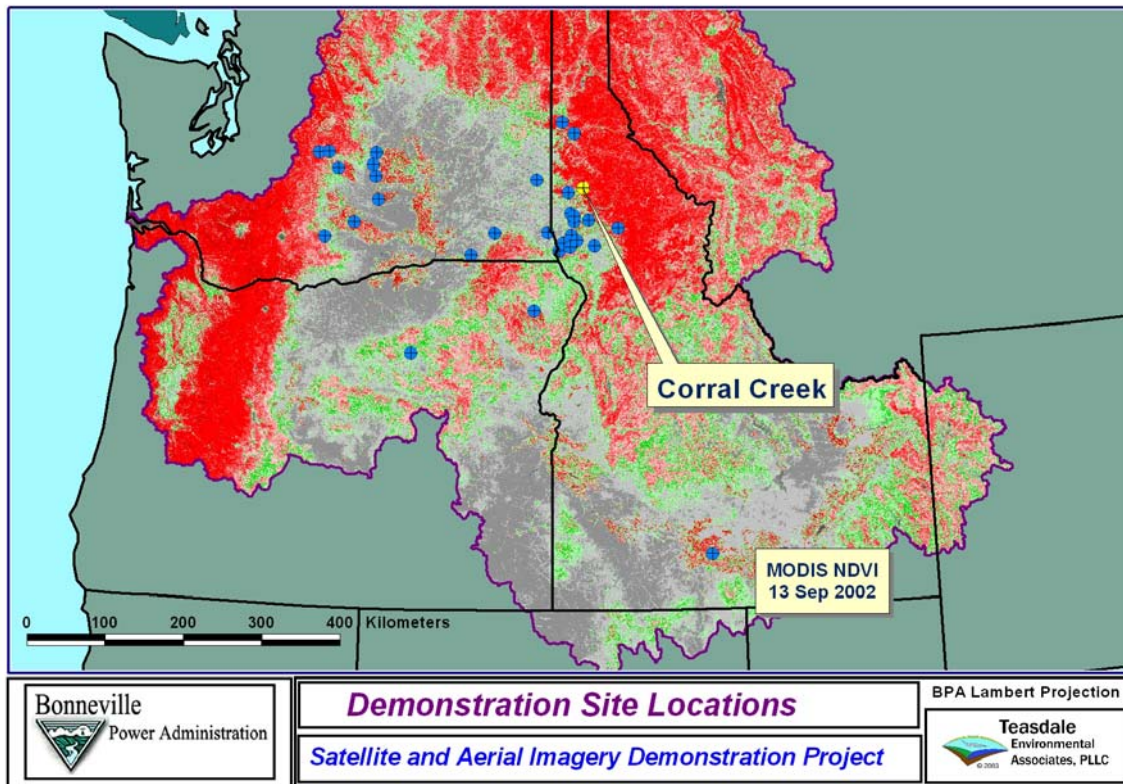 Corral Creek
MODIS NDVI
13 Sep 2002
0 100 200 300 400 Kilometers
Bonneville
Power Administration
Demonstration Site Locations
Satellite and Aerial Imagery Demonstration Project
BPA Lambert Projection
Teasdale
Environmental
Associates, PLLC
© 2003